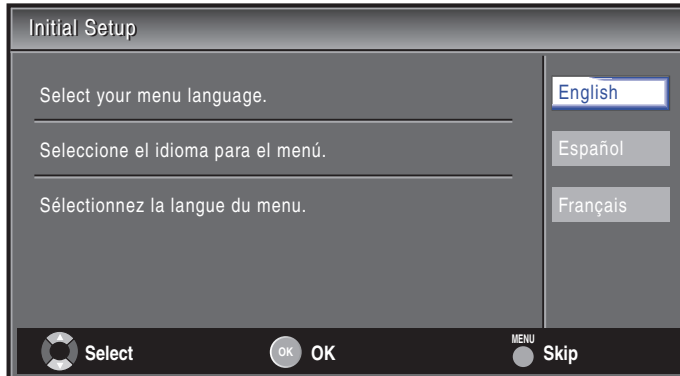 Initial Setup
Select your menu language.
English
Seleccione el idioma para el menú.
Español
Sélectionnez la langue du menu.
Français
Select
OK OK
MENU
Skip